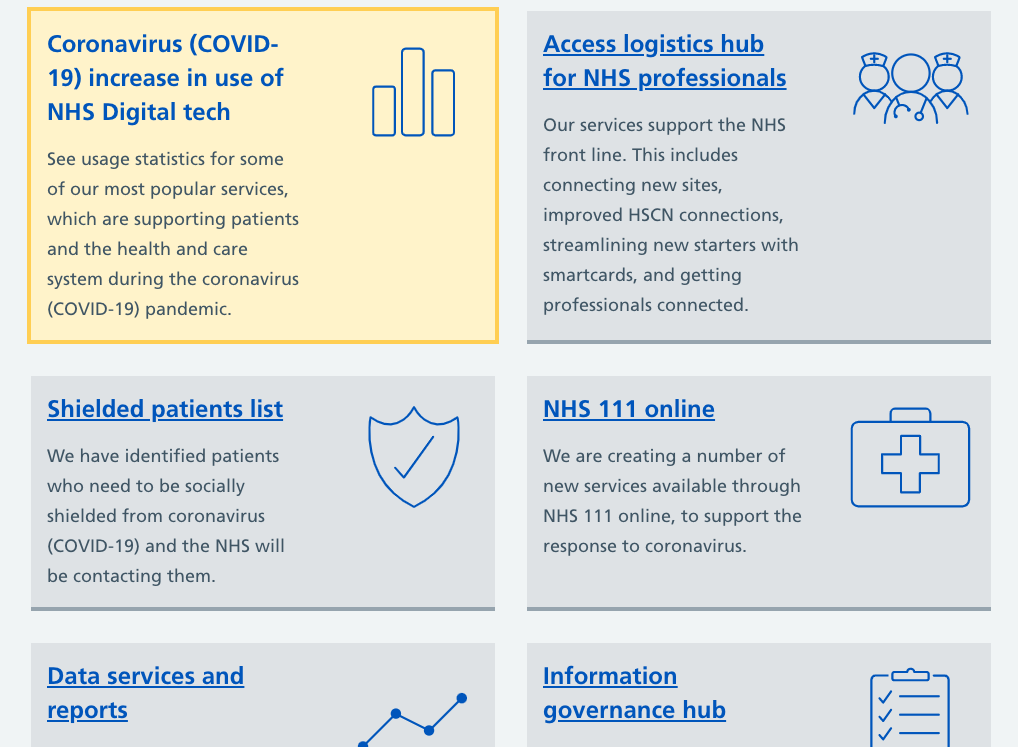 Coronavirus (COVID-
19) increase in use of
NHS Digital tech
See usage statistics for some
of our most popular services,
which are supporting patients
and the health and care
system during the coronavirus
(COVID-19) pandemic.
Access logistics hub
for NHS professionals
Our services support the NHS
front line. This includes
connecting new sites,
improved HSCN connections,
streamlining new starters with
smartcards, and getting
professionals connected.
Shielded patients list
We have identified patients
who need to be socially
shielded from coronavirus
(COVID-19) and the NHS will
be contacting them.
NHS 111 online
We are creating a number of
new services available through
NHS 111 online, to support the
response to coronavirus.
Data services and
reports
Information
governance hub